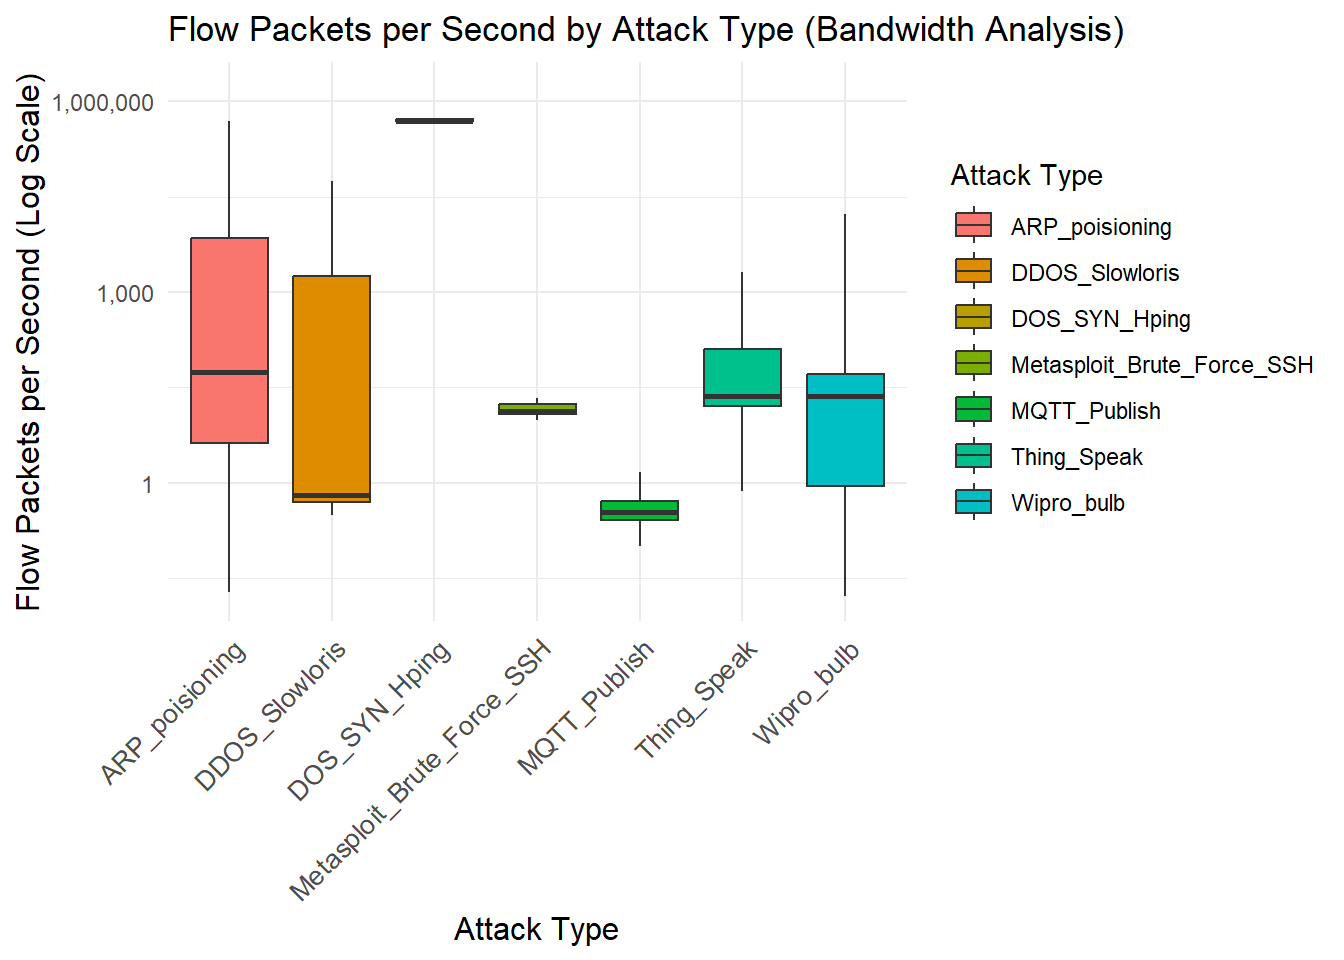 Flow Packets per Second by Attack Type (Bandwidth Analysis)
Flow Packets per Second (Log Scale)
1,000,000
1,000
1
ARP_poisioning
DDOS_Slowloris
DOS_SYN_Hping
Metasploit_Brute_Force_SSH
MQTT_Publish
Thing_Speak
Wipro_bulb
Attack Type
Attack Type
ARP_poisioning
DDOS_Slowloris
DOS_SYN_Hping
Metasploit_Brute_Force_SSH
MQTT_Publish
Thing_Speak
Wipro_bulb